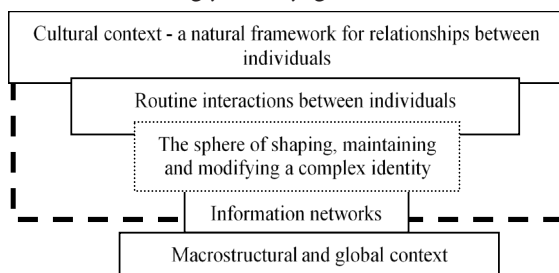 Cultural context - a natural framework for relationships between
individuals
Routine interactions between individuals
The sphere of shaping, maintaining
and modifying a complex identity
Information networks
Macrostructural and global context